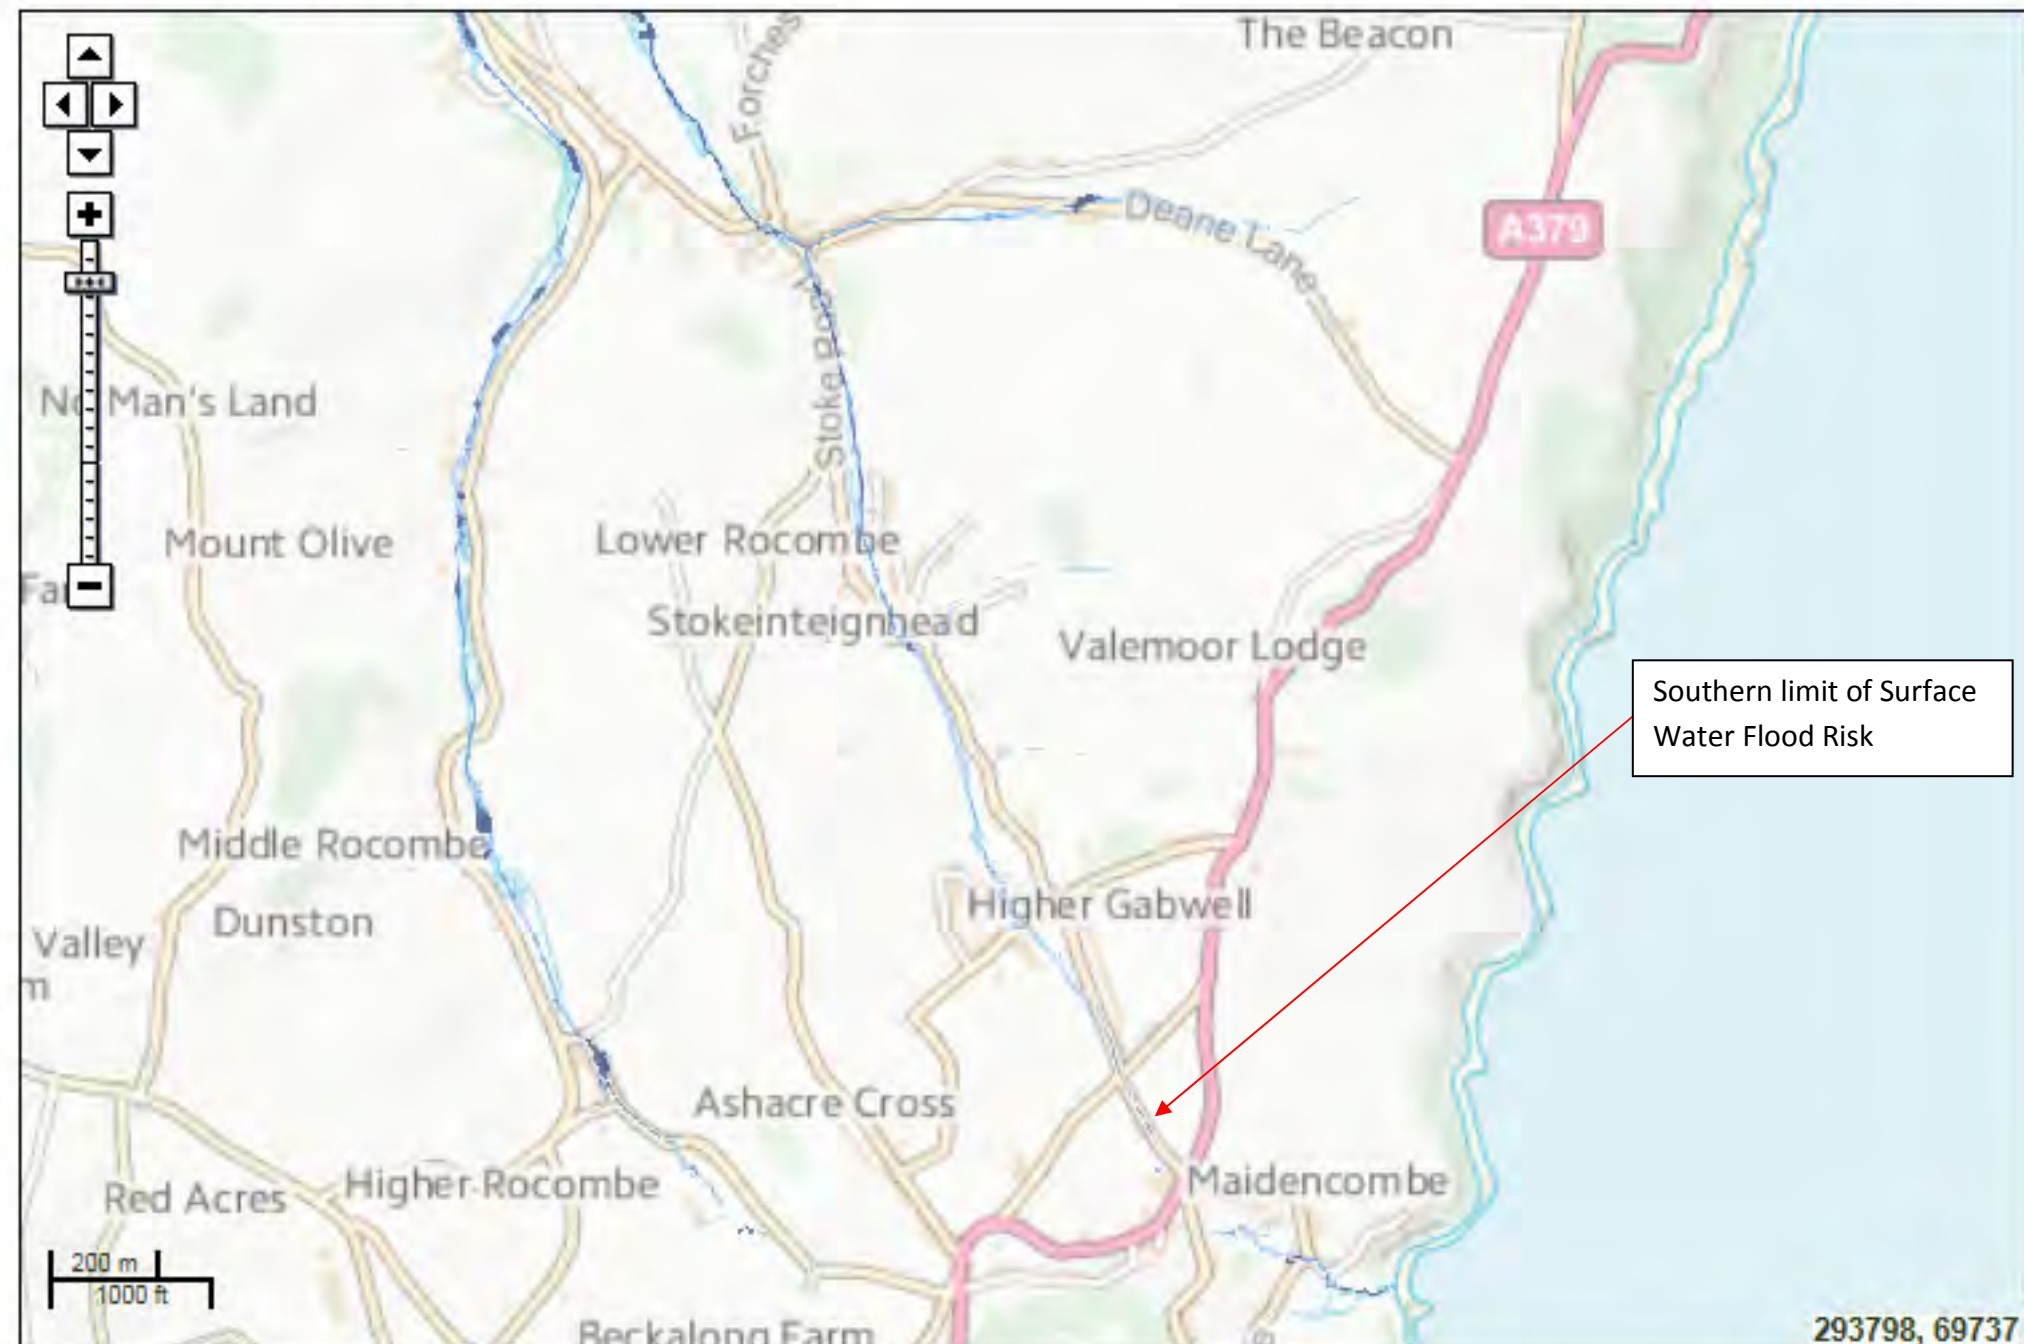 The Beacon
Forches
Deane Lane
A379
Stoke Road
No Man's Land
Mount Olive
Lower Rocombe
Stokeinteignhead
Valemoor Lodge
Southern limit of Surface
Water Flood Risk
Middle Rocombe
Higher Gabwell
Dunston
Valley
m
Ashacre Cross
Higher Rocombe
Maidencombe
Red Acres
200 m
1000 ft
Beckalong Farm
293798, 69737